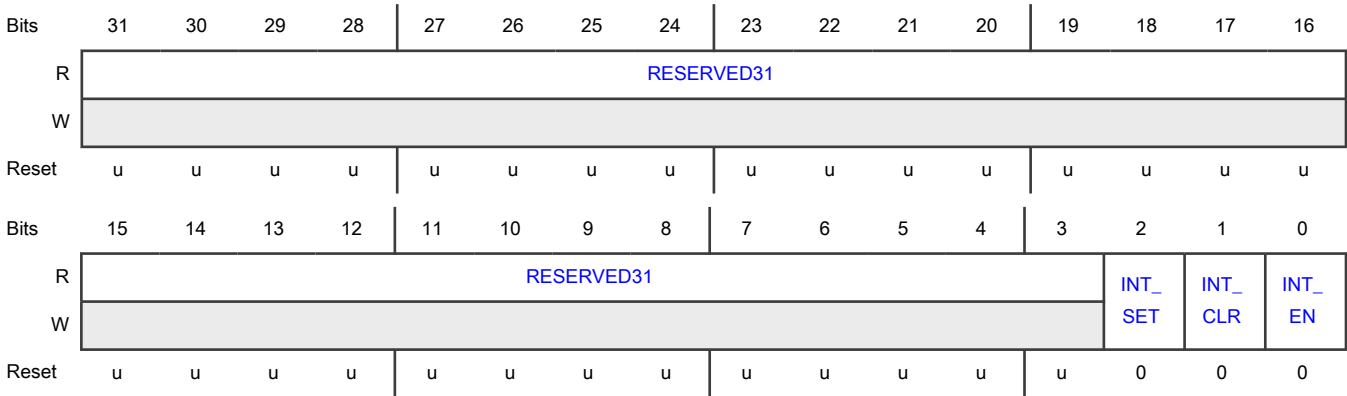 Bits 31 30 29 28 27 26 25 24 23 22 21 20 19 18 17 16
R RESERVED31
W
Reset u u u u u u u u u u u u u u u u
Bits 15 14 13 12 11 10 9 8 7 6 5 4 3 2 1 0
R RESERVED31 INT_ INT_ INT_
W SET CLR EN
Reset u u u u u u u u u u u u u 0 0 0